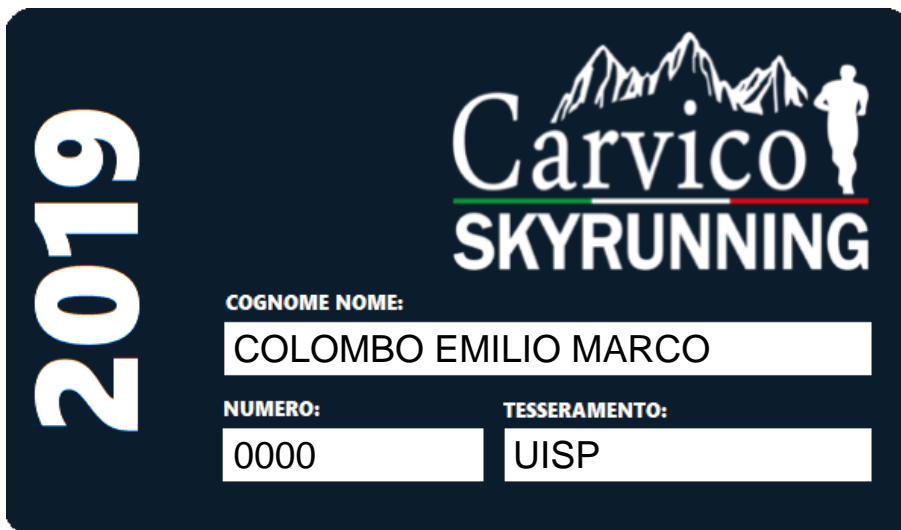 2019
Carvico
SKYRUNNING
COGNOME NOME:
COLOMBO EMILIO MARCO
NUMERO:
TESSERAMENTO:
0000
UISP